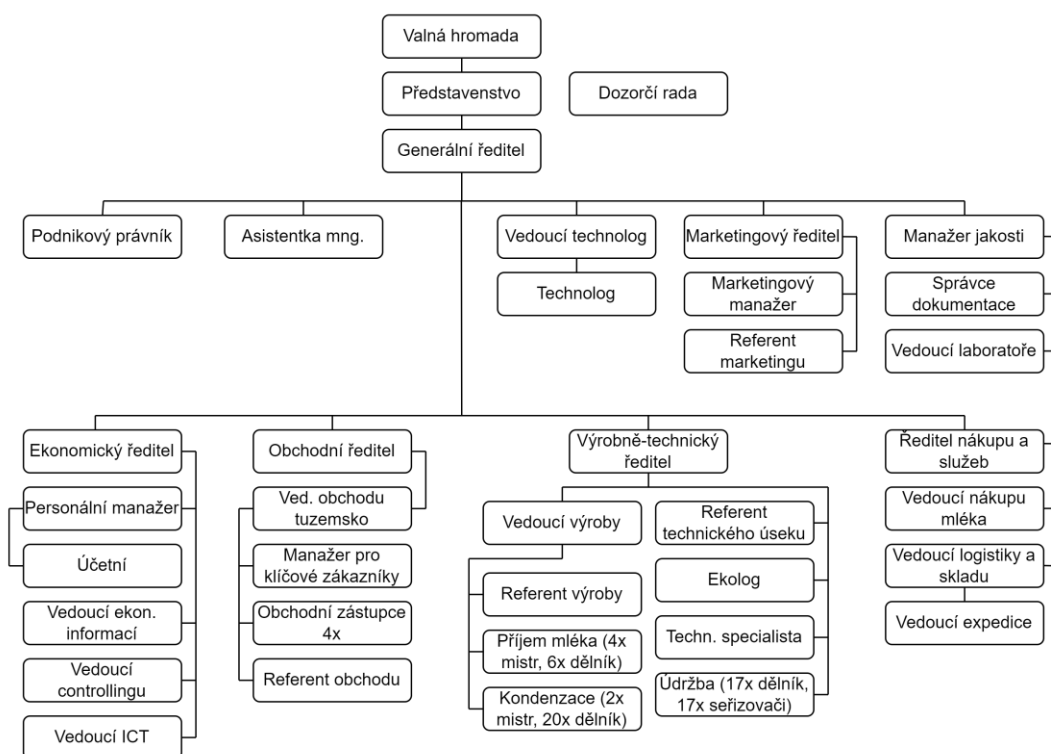 Valná hromada
Představenstvo
Dozorčí rada
Generální ředitel
Podnikový právník
Asistentka mng.
Vedoucí technolog
Marketingový ředitel
Manažer jakosti
Technolog
Marketingový
manažer
Správce
dokumentace
Referent
marketingu
Vedoucí laboratoře
Ekonomický ředitel
Obchodní ředitel
Výrobně-technický
ředitel
Ředitel nákupu a
služeb
Personální manažer
Ved. obchodu
tuzemsko
Vedoucí výroby
Referent
technického úseku
Vedoucí nákupu
mléka
Účetní
Manažer pro
klíčové zákazníky
Referent výroby
Ekolog
Vedoucí logistiky a
skladu
Vedoucí ekon.
informací
Obchodní zástupce
4x
Příjem mléka (4x
mistr, 6x dělník)
Techn. specialista
Vedoucí expedice
Vedoucí
controllingu
Referent obchodu
Kondenzace (2x
mistr, 20x dělník)
Údržba (17x dělník,
17x seřizovači)
Vedoucí ICT